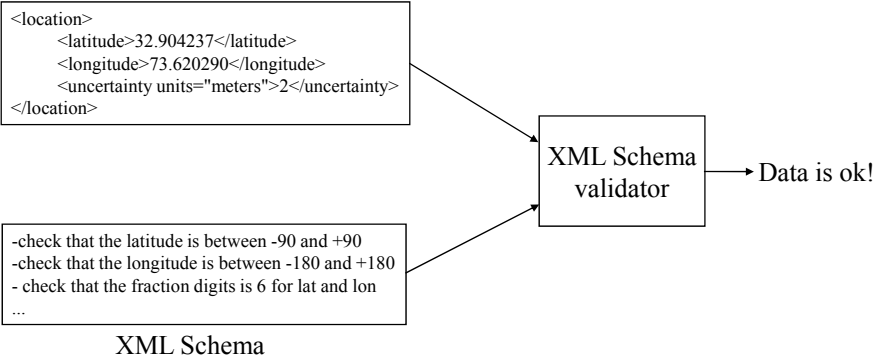 <location>
<latitude>32.904237</latitude>
<longitude>73.620290</longitude>
<uncertainty units="meters">2</uncertainty>
</location>
XML Schema
validator
Data is ok!
-check that the latitude is between -90 and +90
-check that the longitude is between -180 and +180
- check that the fraction digits is 6 for lat and lon
...
XML Schema